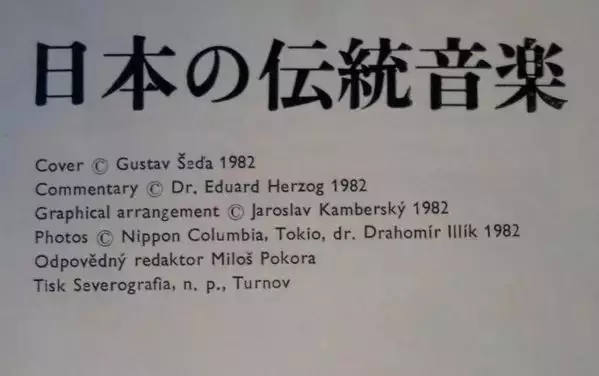 日本の伝統音楽
Cover © Gustav Šeďa 1982
Commentary © Dr. Eduard Herzog 1982
Graphical arrangement © Jaroslav Kamberský 1982
Photos © Nippon Columbia, Tokio, dr. Drahomír Illík 1982
Odpovědný redaktor Miloš Pokora
Tisk Severografia, n. p., Turnov